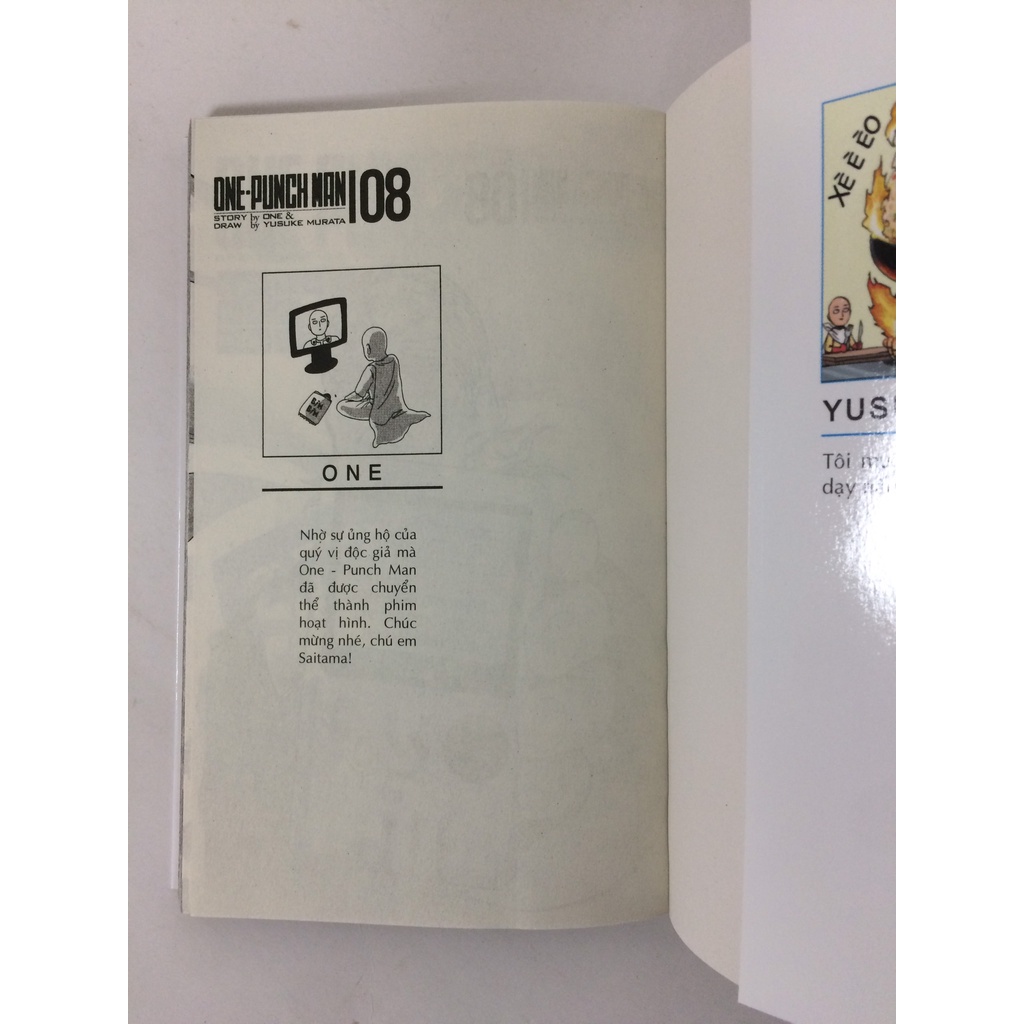 ONE-PUNCH MAN |08
STORY by ONE &
DRAW by YUSUKE MURATA
ONE
Nhờ sự ủng hộ của
quý vị độc giả mà
One - Punch Man
đã được chuyển
thể thành phim
hoạt hình. Chúc
mừng nhé, chú em
Saitama!
XÈ È ÈO
YUS
Tôi
dạy